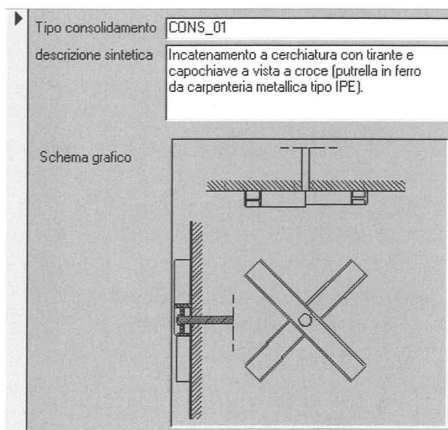 Tipo consolidamento CONS_01
descrizione sintetica Incatenamento a cerchiatura con tirante e
capochiave a vista a croce (putrella in ferro
da carpenteria metallica tipo IPE).
Schema grafico